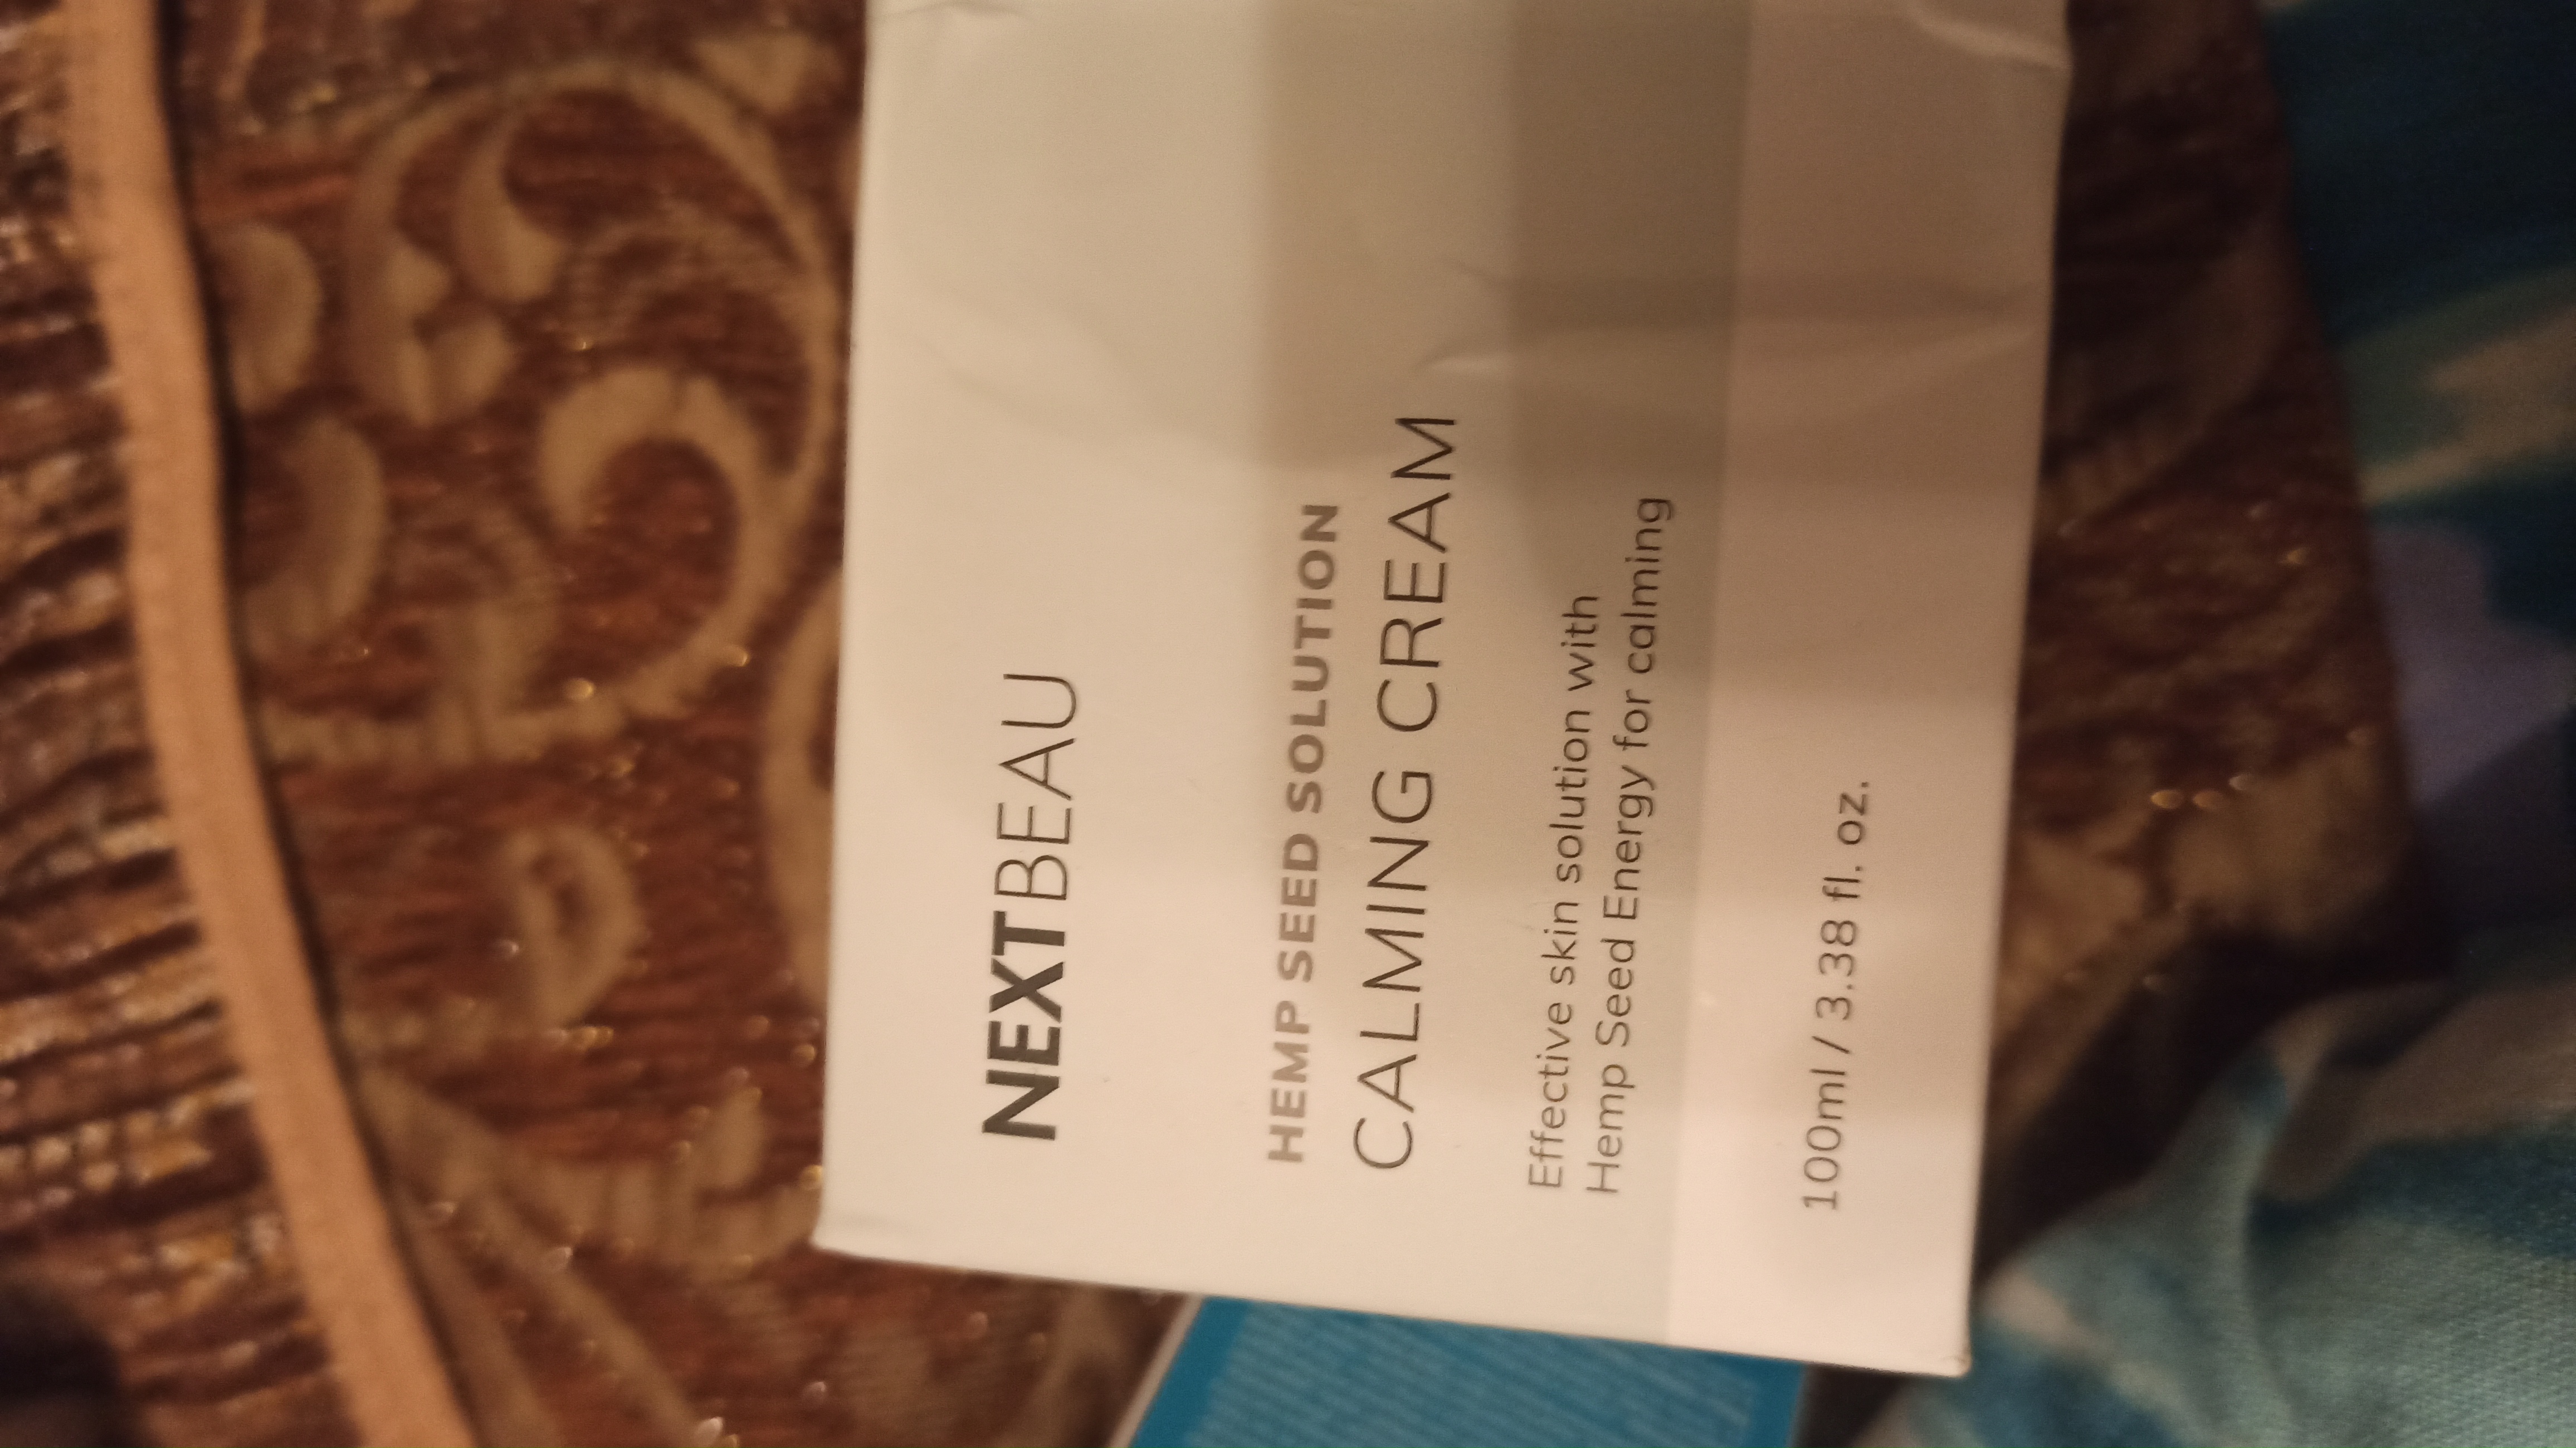 NEXTBEAU
HEMP SEED SOLUTION
CALMING CREAM
Effective skin solution with
Hemp Seed Energy for calming
100ml / 3.38 fl. oz.